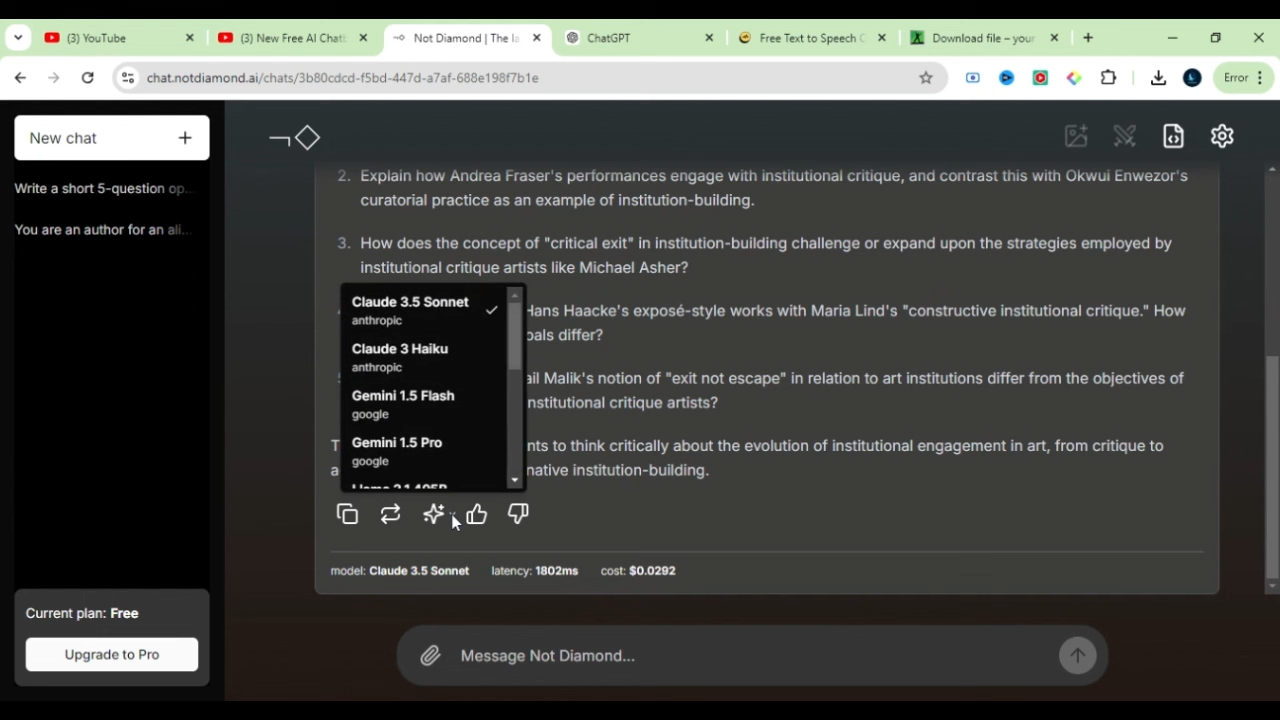 (3) YouTube
(3) New Free AI Chat
Not Diamond | The la
ChatGPT
Free Text to Speech
Download file – your
chat.notdiamond.ai/chats/3b80cdcd-f5bd-447d-a7af-688e198f7b1e
Error
New chat +
Write a short 5-question op...
You are an author for an ali...
2. Explain how Andrea Fraser's performances engage with institutional critique, and contrast this with Okwui Enwezor's
curatorial practice as an example of institution-building.
3. How does the concept of "critical exit" in institution-building challenge or expand upon the strategies employed by
institutional critique artists like Michael Asher?
Hans Haacke's exposé-style works with Maria Lind's "constructive institutional critique." How
differ?
Malik's notion of "exit not escape" in relation to art institutions differ from the objectives of
institutional critique artists?
to think critically about the evolution of institutional engagement in art, from critique to
institution-building.
Claude 3.5 Sonnet
anthropic
Claude 3 Haiku
anthropic
Gemini 1.5 Flash
google
Gemini 1.5 Pro
google
Llama 3.1 405B
model: Claude 3.5 Sonnet latency: 1802ms cost: $0.0292
Current plan: Free
Upgrade to Pro
Message Not Diamond...